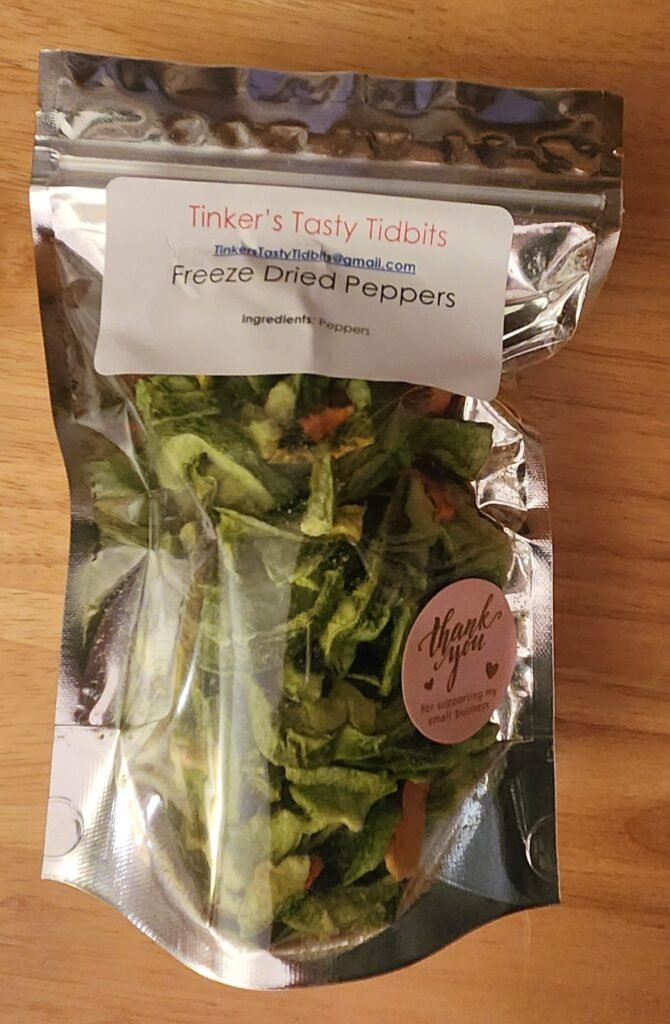 Tinker's Tasty Tidbits
TinkersTastyTidbits@gmail.com
Freeze Dried Peppers
Ingredients: Peppers
thank
you
for supporting my
small business